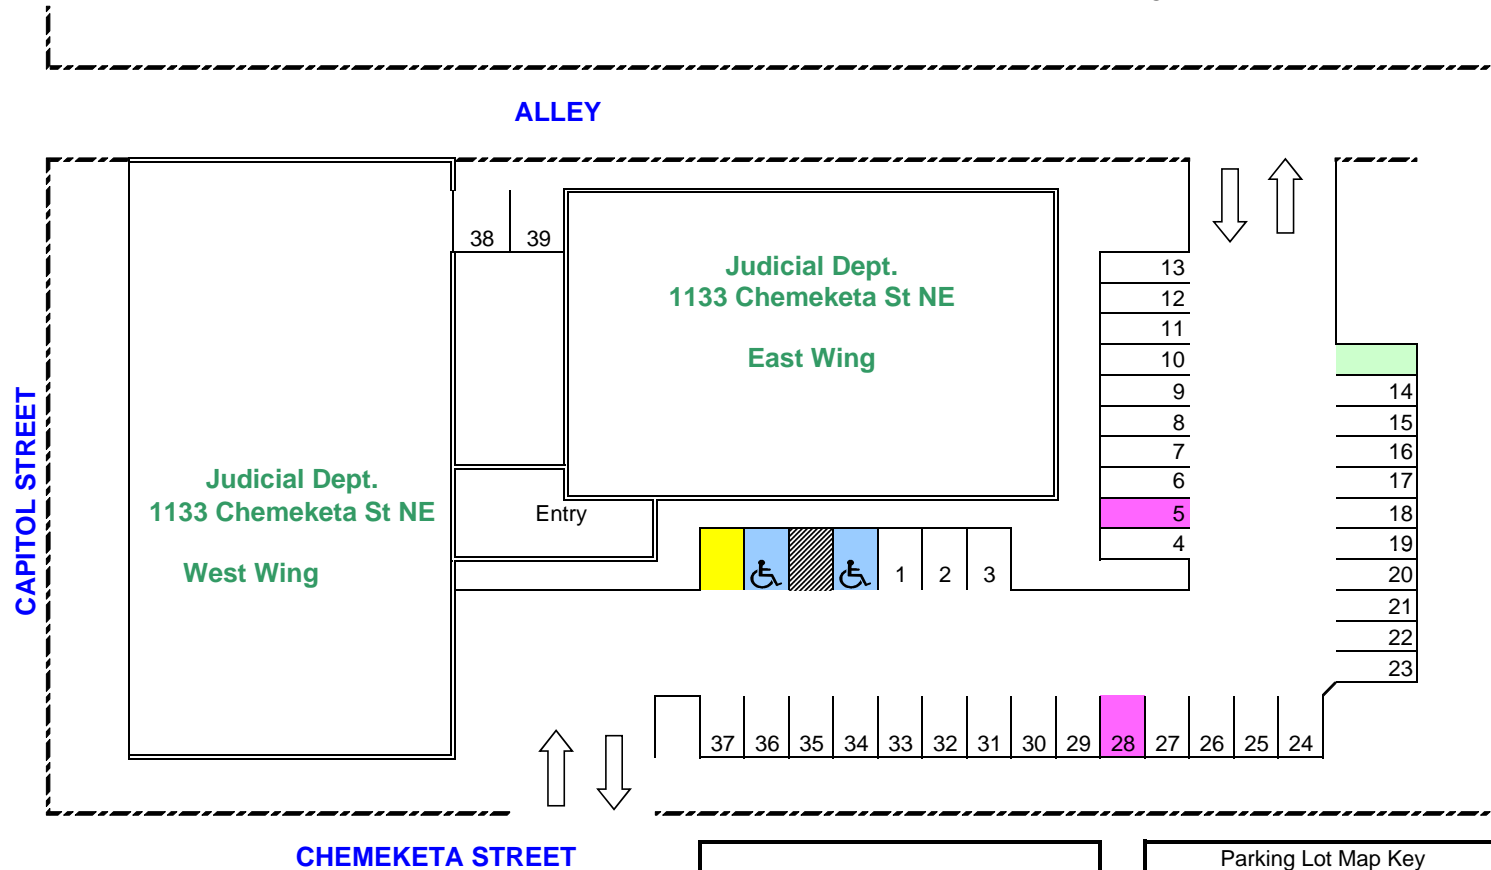 ALLEY
38
39
Judicial Dept.
1133 Chemeketa St NE
East Wing
13
12
11
10
9
8
7
6
5
4
14
15
16
17
18
19
20
21
22
23
CAPITOL STREET
Judicial Dept.
1133 Chemeketa St NE
West Wing
Entry
1 2 3
37 36 35 34 33 32 31 30 29 28 27 26 25 24
CHEMEKETA STREET
Parking Lot Map Key